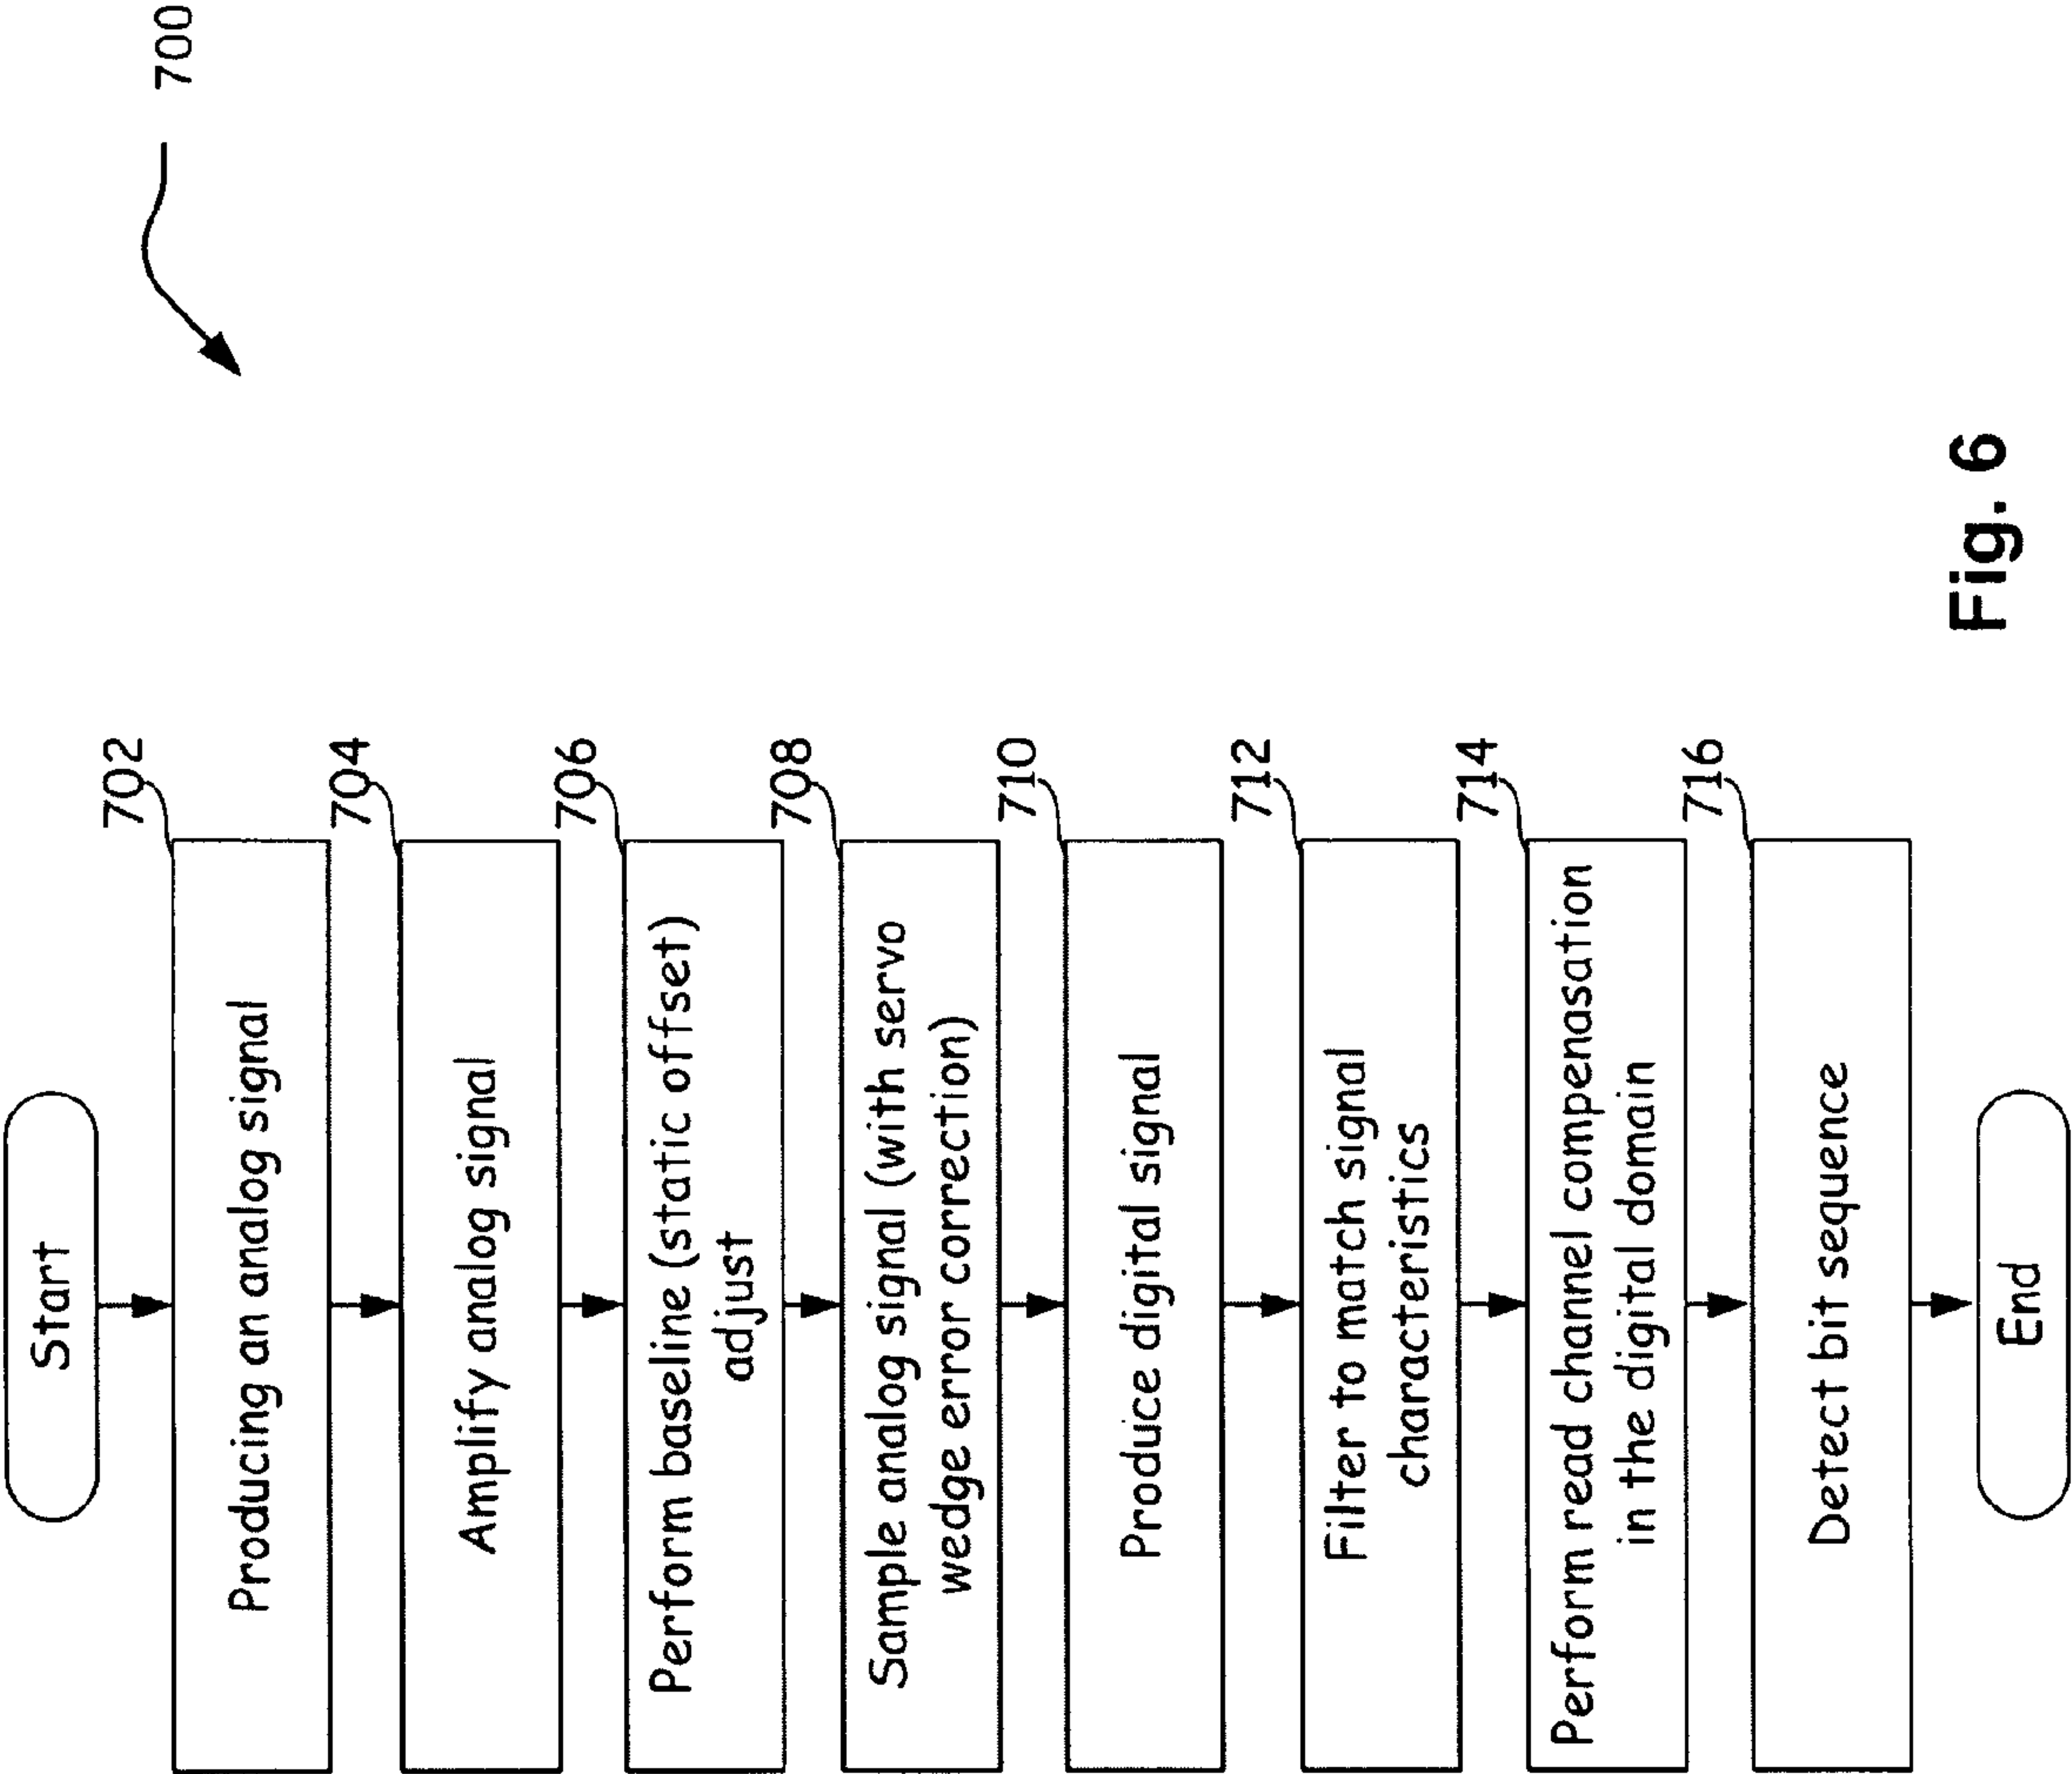 700
Start
702
Producing an analog signal
704
Amplify analog signal
706
Perform baseline (static offset)
adjust
708
Sample analog signal (with servo
wedge error correction)
710
Produce digital signal
712
Filter to match signal
characteristics
714
Perform read channel compenasation
in the digital domain
716
Detect bit sequence
End
Fig. 6